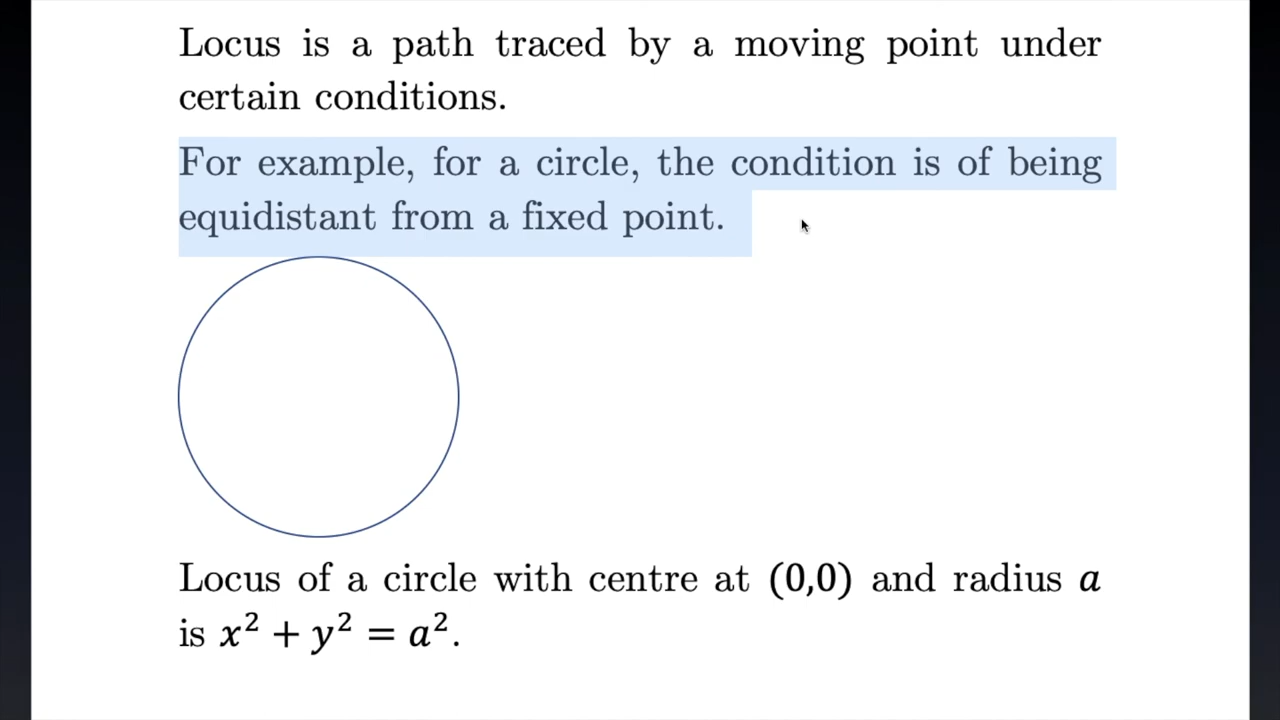 Locus is a path traced by a moving point under
certain conditions.
For example, for a circle, the condition is of being
equidistant from a fixed point.
Locus of a circle with centre at (0,0) and radius a
is x² + y² = a².